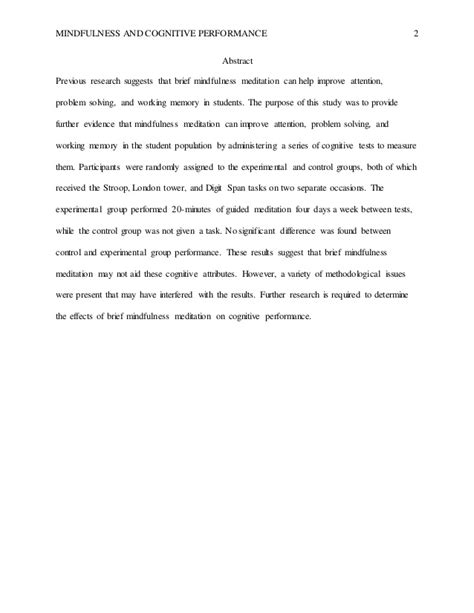 MINDFULNESS AND COGNITIVE PERFORMANCE 2
Abstract
Previous research suggests that brief mindfulness meditation can help improve attention,
problem solving, and working memory in students. The purpose of this study was to provide
further evidence that mindfulness meditation can improve attention, problem solving, and
working memory in the student population by administering a series of cognitive tests to measure
them. Participants were randomly assigned to the experimental and control groups, both of which
received the Stroop, London tower, and Digit Span tasks on two separate occasions. The
experimental group performed 20-minutes of guided meditation four days a week between tests,
while the control group was not given a task. No significant difference was found between
control and experimental group performance. These results suggest that brief mindfulness
meditation may not aid these cognitive attributes. However, a variety of methodological issues
were present that may have interfered with the results. Further research is required to determine
the effects of brief mindfulness meditation on cognitive performance.